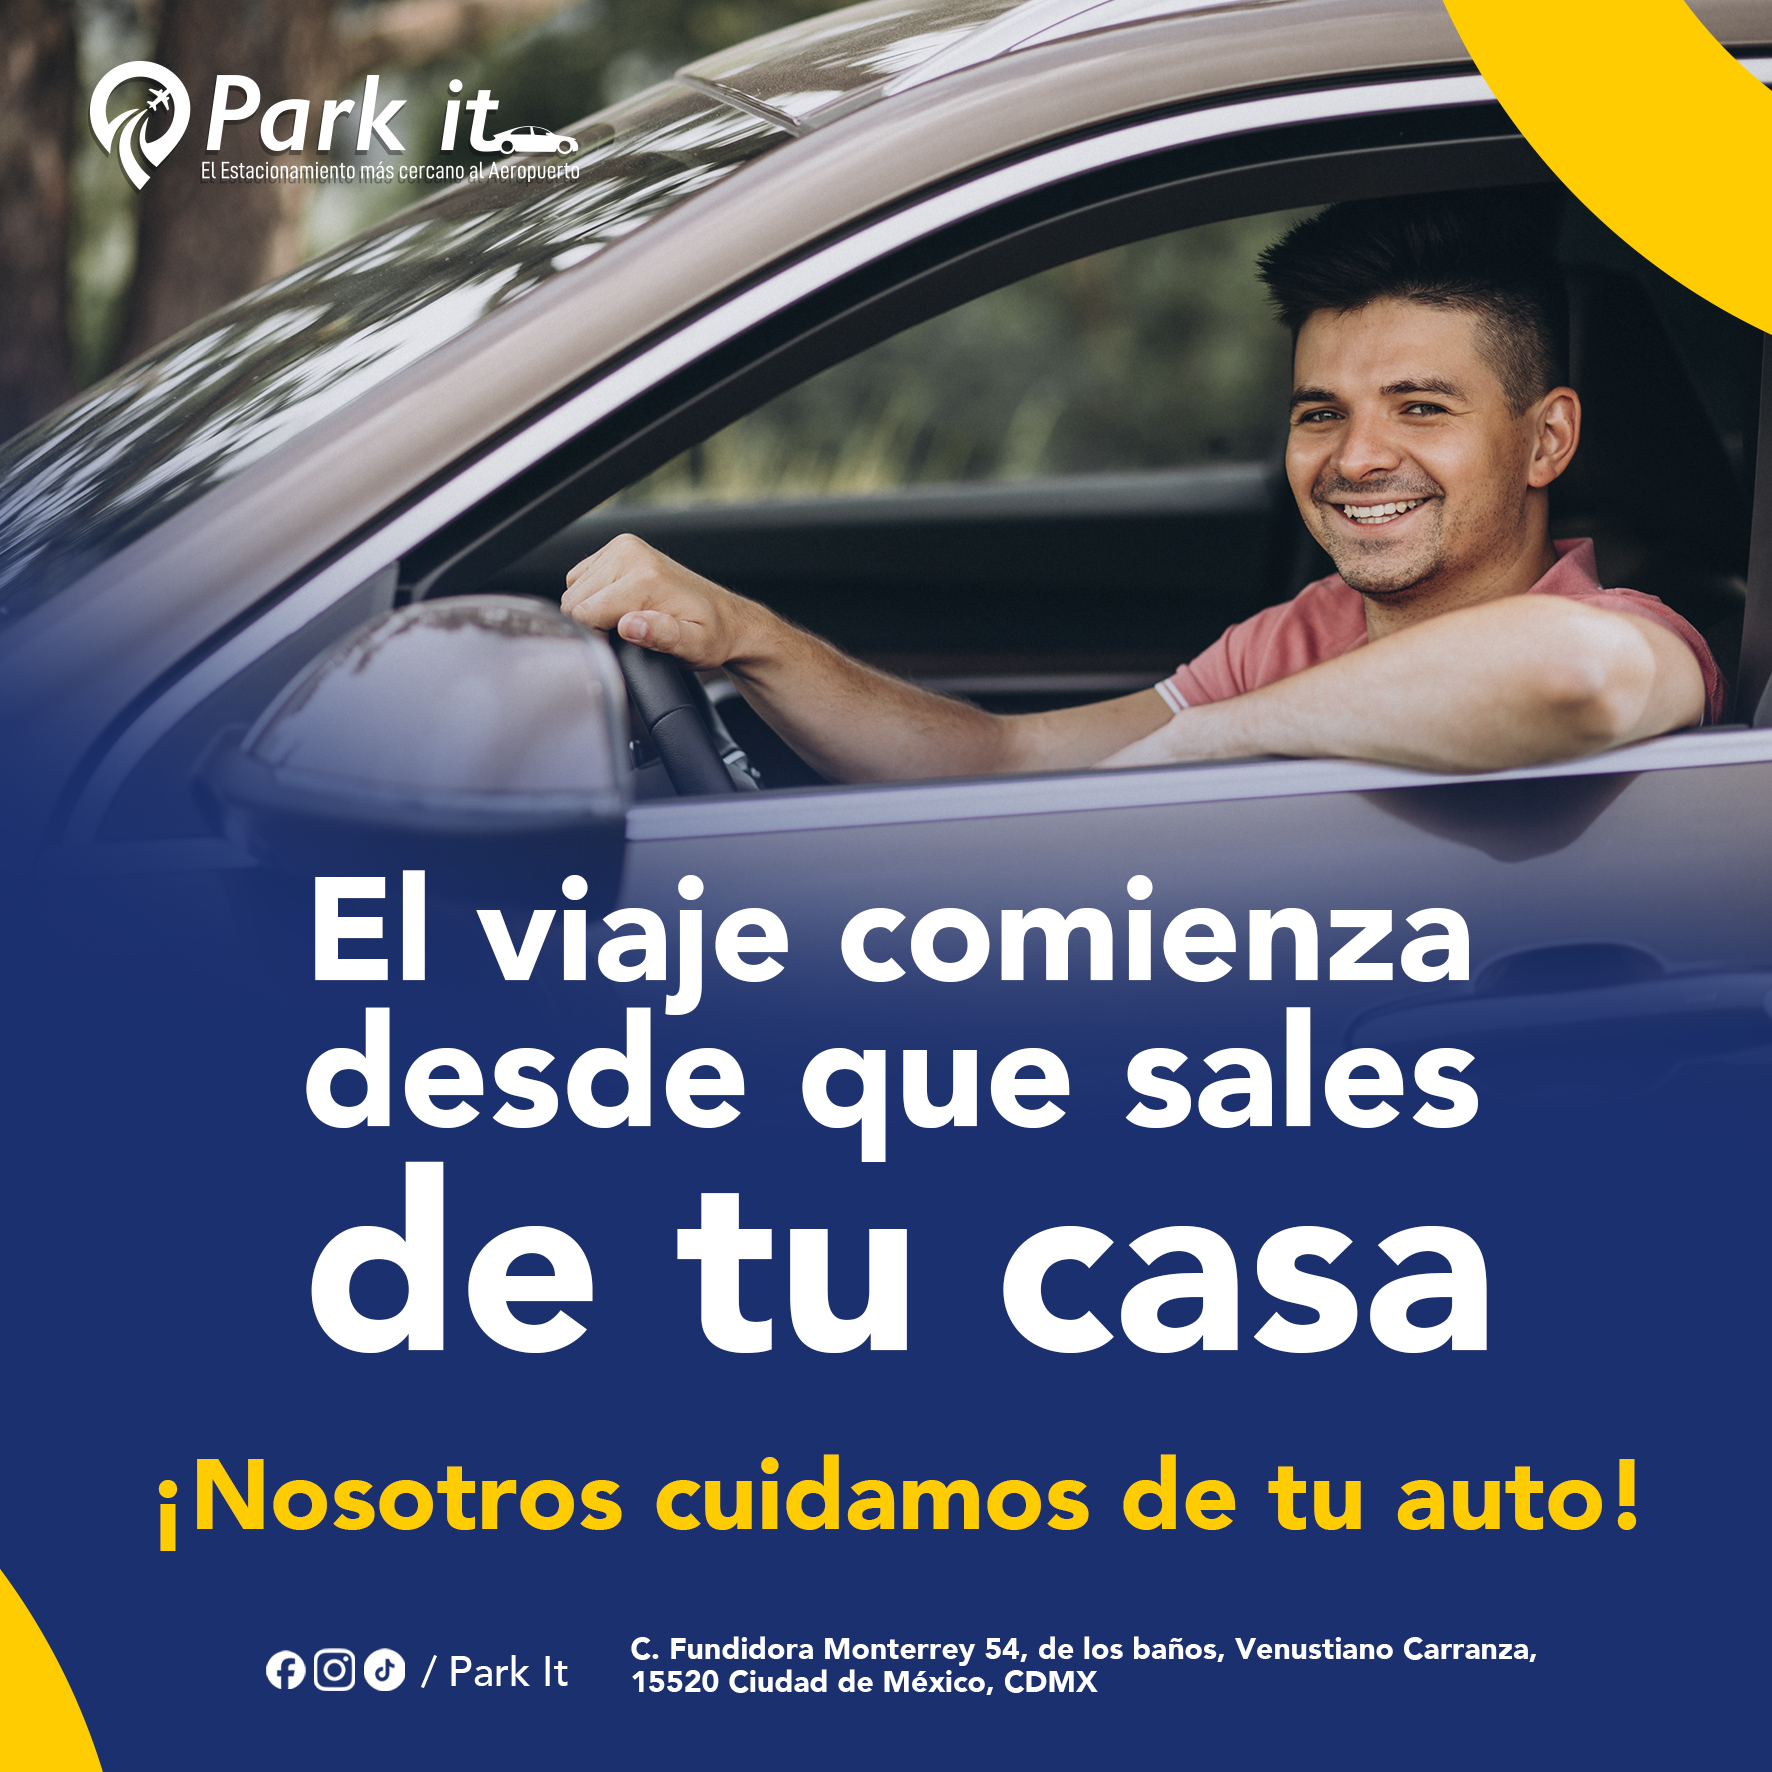 Park it
El Estacionamiento más cercano al Aeropuerto
El viaje comienza
desde que sales
de tu casa
¡Nosotros cuidamos de tu auto!
/ Park It
C. Fundidora Monterrey 54, de los baños, Venustiano Carranza,
15520 Ciudad de México, CDMX